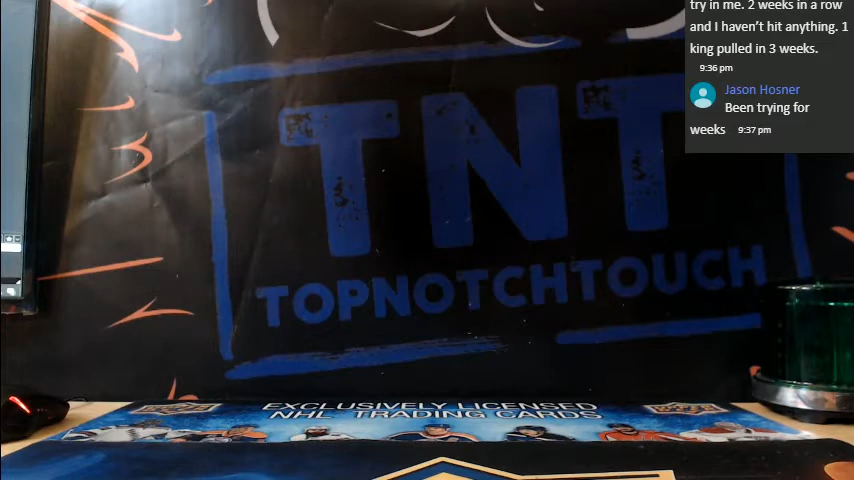 try in me. 2 weeks in a row
and I haven't hit anything. 1
king pulled in 3 weeks.
9:36 pm
Jason Hosner
Been trying for
weeks 9:37 pm
TNT
TOPNOTCHTOUCH
EXCLUSIVELY LICENSED
NHL TRADING CARDS